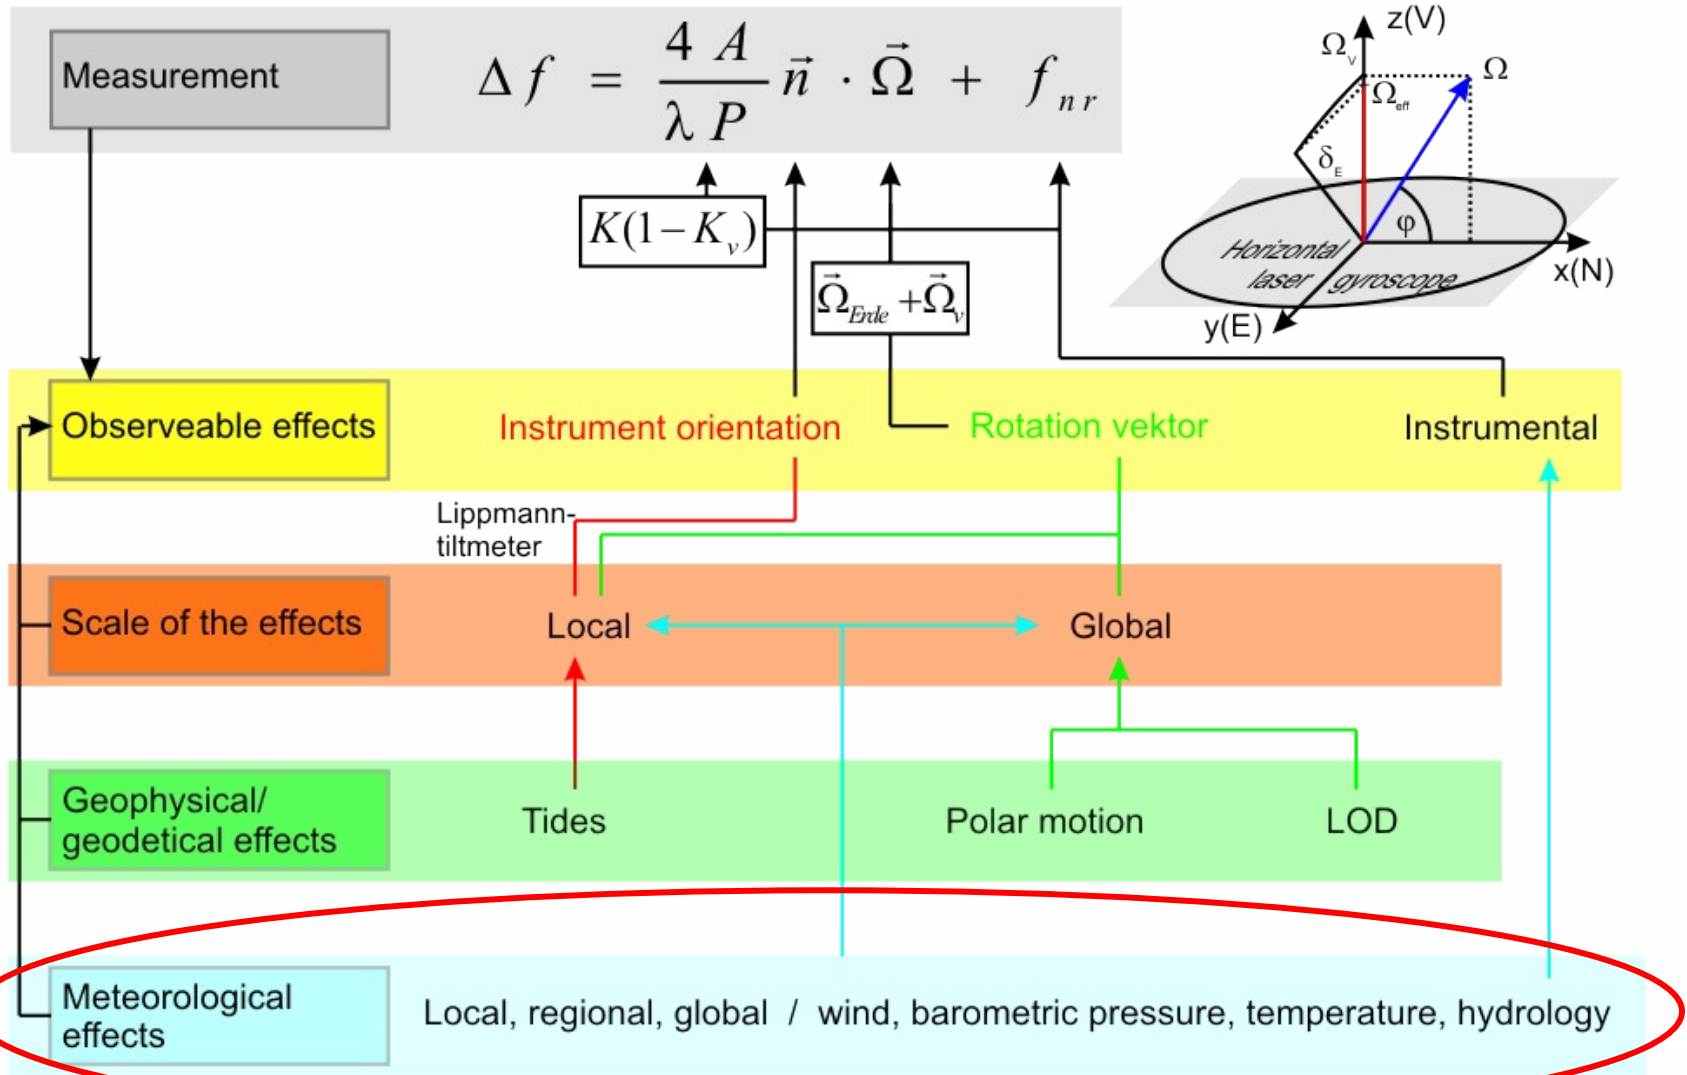 Measurement
Δf = 4 A / λ P n⃗ · Ω⃗ + f_nr
z(V)
Ω_v
Ω
Ω_eff
δ_E
φ
Horizontal
laser gyroscope
x(N)
y(E)
K(1−K_v)
Ω⃗_Erde +Ω⃗_v
Observeable effects
Instrument orientation
Rotation vektor
Instrumental
Lippmann-
tiltmeter
Scale of the effects
Local
Global
Geophysical/
geodetical effects
Tides
Polar motion
LOD
Meteorological
effects
Local, regional, global / wind, barometric pressure, temperature, hydrology